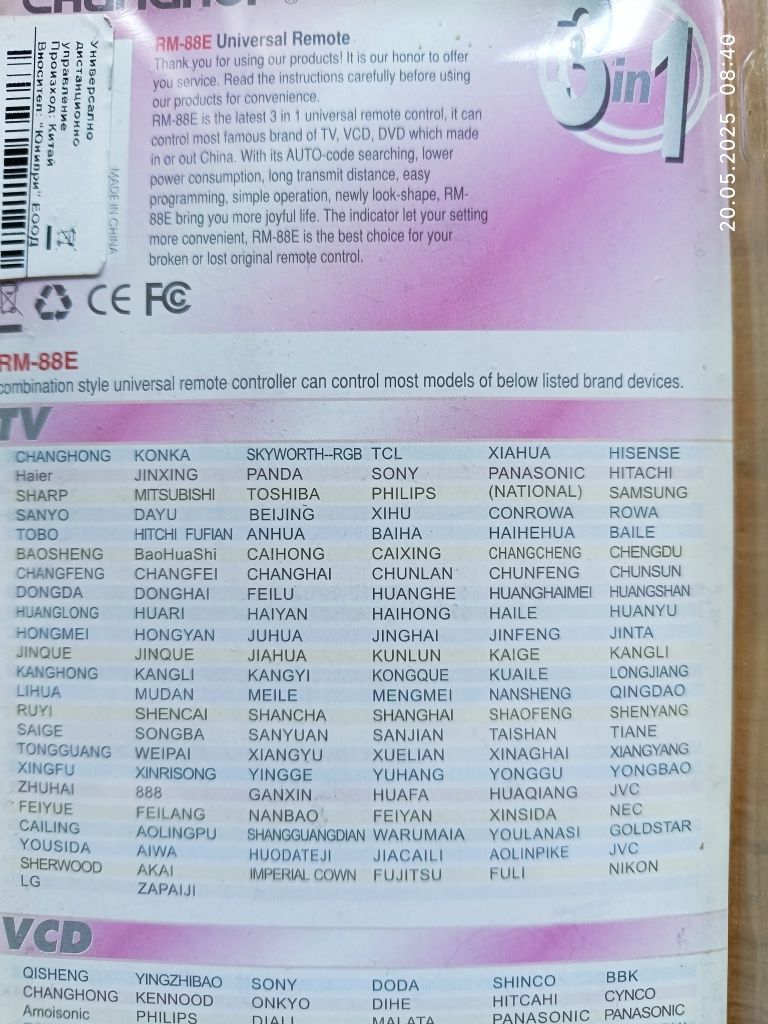 RM-88E Universal Remote
Thank you for using our products! It is our honor to offer
you service. Read the instructions carefully before using
our products for convenience.
RM-88E is the latest 3 in 1 universal remote control, it can
control most famous brand of TV, VCD, DVD which made
in or out China. With its AUTO-code searching, lower
power consumption, long transmit distance, easy
programming, simple operation, newly look-shape, RM-
88E bring you more joyful life. The indicator let your setting
more convenient, RM-88E is the best choice for your
broken or lost original remote control.
3 in 1
20.05.2025 08:40
Универсално
дистанционно
управление
Произход: Китай
Вносител: "Юнипри" ЕООД
MADE IN CHINA
CE FC
RM-88E
combination style universal remote controller can control most models of below listed brand devices.
TV
CHANGHONG KONKA SKYWORTH--RGB TCL XIAHUA HISENSE
Haier JINXING PANDA SONY PANASONIC HITACHI
SHARP MITSUBISHI TOSHIBA PHILIPS (NATIONAL) SAMSUNG
SANYO DAYU BEIJING XIHU CONROWA ROWA
TOBO HITCHI FUFIAN ANHUA BAIHA HAIHEHUA BAILE
BAOSHENG BaoHuaShi CAIHONG CAIXING CHANGCHENG CHENGDU
CHANGFENG CHANGFEI CHANGHAI CHUNLAN CHUNFENG CHUNSUN
DONGDA DONGHAI FEILU HUANGHE HUANGHAIMEI HUANGSHAN
HUANGLONG HUARI HAIYAN HAIHONG HAILE HUANYU
HONGMEI HONGYAN JUHUA JINGHAI JINFENG JINTA
JINQUE JINQUE JIAHUA KUNLUN KAIGE KANGLI
KANGHONG KANGLI KANGYI KONGQUE KUAILE LONGJIANG
LIHUA MUDAN MEILE MENGMEI NANSHENG QINGDAO
RUYI SHENCAI SHANCHA SHANGHAI SHAOFENG SHENYANG
SAIGE SONGBA SANYUAN SANJIAN TAISHAN TIANE
TONGGUANG WEIPAI XIANGYU XUELIAN XINAGHAI XIANGYANG
XINGFU XINRISONG YINGGE YUHANG YONGGU YONGBAO
ZHUHAI 888 GANXIN HUAFA HUAQIANG JVC
FEIYUE FEILANG NANBAO FEIYAN XINSIDA NEC
CAILING AOLINGPU SHANGGUANGDIAN WARUMAIA YOULANASI GOLDSTAR
YOUSIDA AIWA HUODATEJI JIACAILI AOLINPIKE JVC
SHERWOOD AKAI IMPERIAL COWN FUJITSU FULI NIKON
LG ZAPAIJI
VCD
QISHENG YINGZHIBAO SONY DODA SHINCO BBK
CHANGHONG KENNOOD ONKYO DIHE HITCAHI CYNCO
Amoisonic PHILIPS MALATA PANASONIC PANASONIC